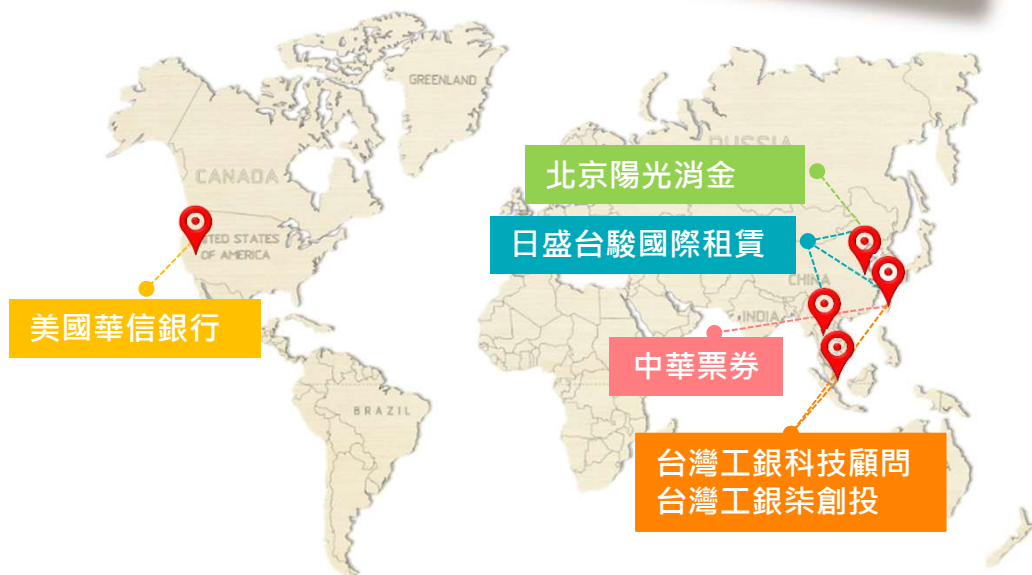 GREENLAND
RUSSIA
北京陽光消金
CANADA
日盛台駿國際租賃
UNITED STATES
OF AMERICA
CHINA
美國華信銀行
INDIA
中華票券
BRAZIL
台灣工銀科技顧問
台灣工銀柒創投